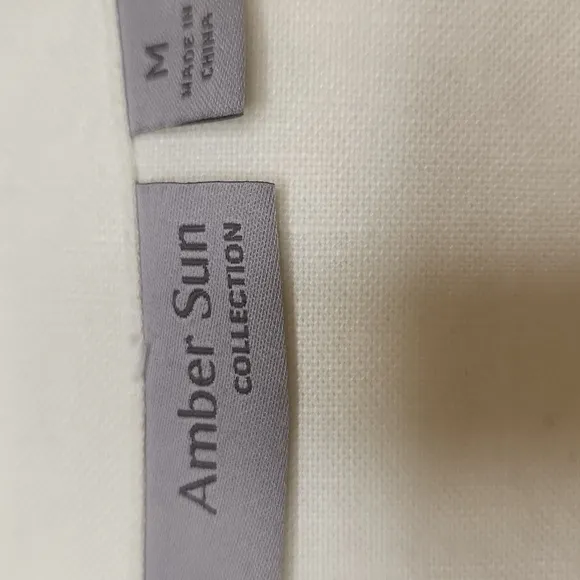 M
MADE IN
CHINA
Amber Sun
COLLECTION